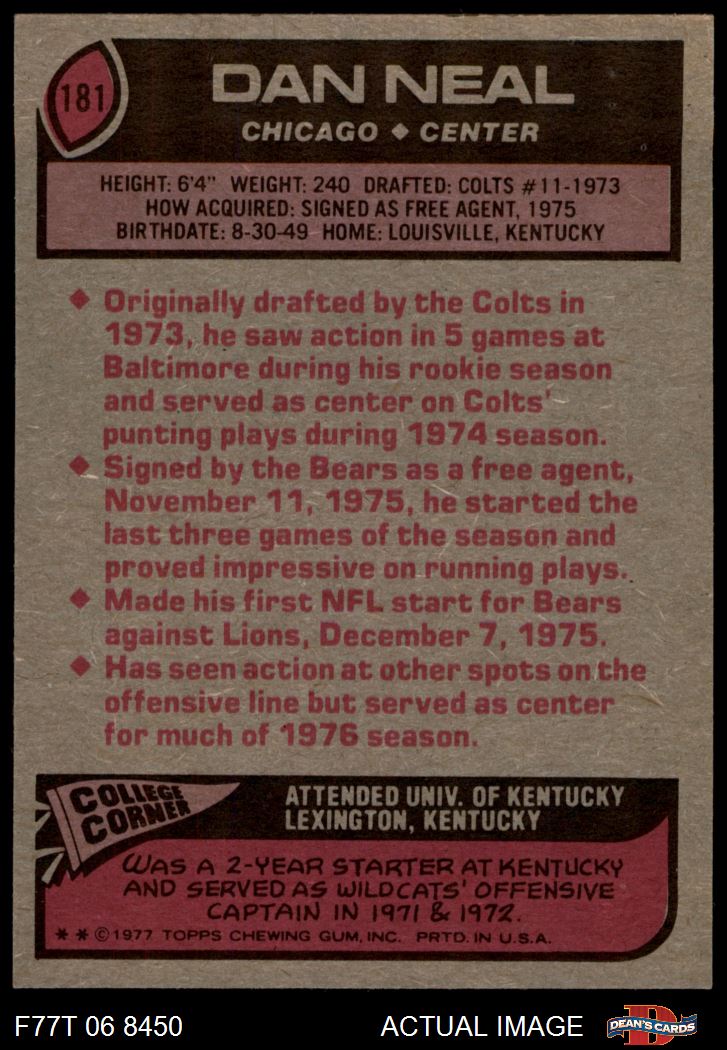 181
DAN NEAL
CHICAGO ◆ CENTER
HEIGHT: 6'4" WEIGHT: 240 DRAFTED: COLTS #11-1973
HOW ACQUIRED: SIGNED AS FREE AGENT, 1975
BIRTHDATE: 8-30-49 HOME: LOUISVILLE, KENTUCKY
◆ Originally drafted by the Colts in
1973, he saw action in 5 games at
Baltimore during his rookie season
and served as center on Colts'
punting plays during 1974 season.
◆ Signed by the Bears as a free agent,
November 11, 1975, he started the
last three games of the season and
proved impressive on running plays.
◆ Made his first NFL start for Bears
against Lions, December 7, 1975.
◆ Has seen action at other spots on the
offensive line but served as center
for much of 1976 season.
COLLEGE
CORNER
ATTENDED UNIV. OF KENTUCKY
LEXINGTON, KENTUCKY
WAS A 2-YEAR STARTER AT KENTUCKY
AND SERVED AS WILDCATS' OFFENSIVE
CAPTAIN IN 1971 & 1972.
** © 1977 TOPPS CHEWING GUM, INC. PRTD. IN U.S.A.
F77T 06 8450
ACTUAL IMAGE
D
DEAN'S CARDS